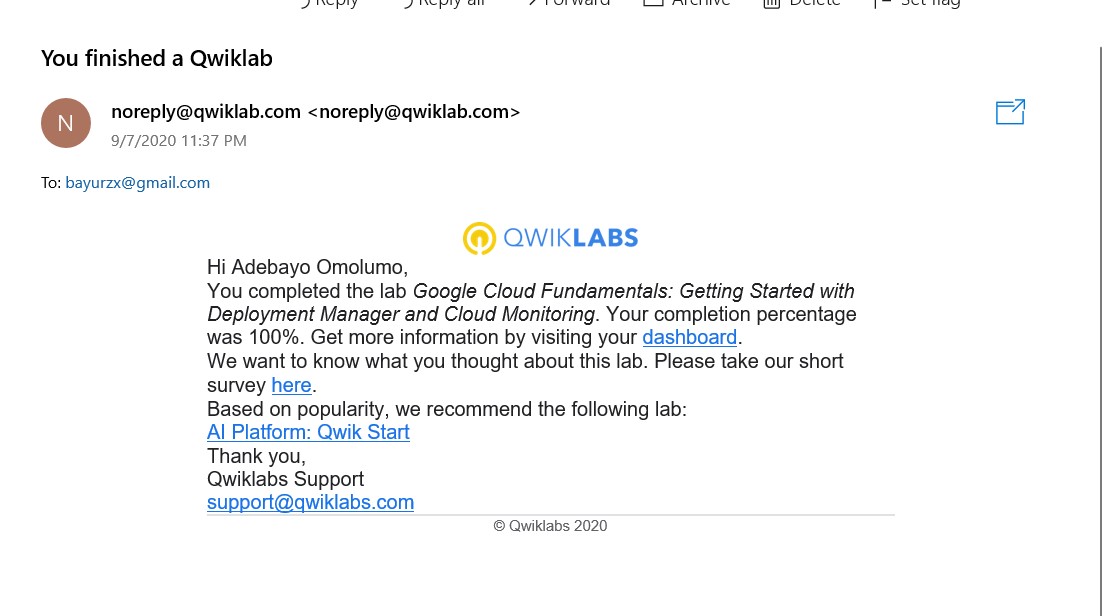 Reply Reply all Forward Archive Delete Set flag
You finished a Qwiklab
N
noreply@qwiklab.com <noreply@qwiklab.com>
9/7/2020 11:37 PM
To: bayurzx@gmail.com
QWIKLABS
Hi Adebayo Omolumo,
You completed the lab Google Cloud Fundamentals: Getting Started with
Deployment Manager and Cloud Monitoring. Your completion percentage
was 100%. Get more information by visiting your dashboard.
We want to know what you thought about this lab. Please take our short
survey here.
Based on popularity, we recommend the following lab:
AI Platform: Qwik Start
Thank you,
Qwiklabs Support
support@qwiklabs.com
© Qwiklabs 2020